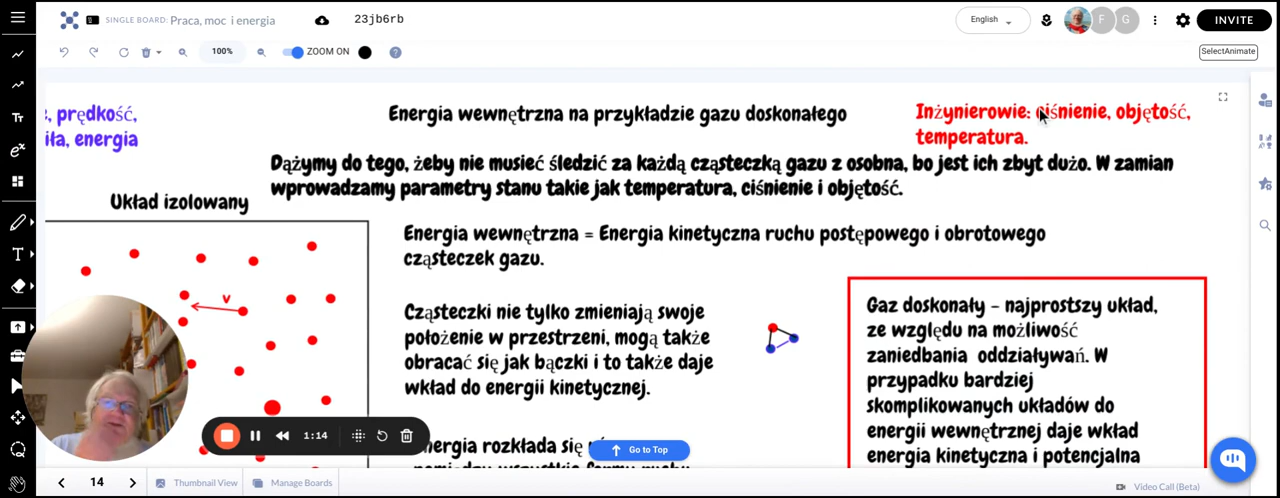 SINGLE BOARD: Praca, moc i energia
23jb6rb
English
F
G
INVITE
100%
ZOOM ON
SelectAnimate
, prędkość,
iła, energia
Energia wewnętrzna na przykładzie gazu doskonałego
Inżynierowie: ciśnienie, objętość,
temperatura.
Dążymy do tego, żeby nie musieć śledzić za każdą cząsteczką gazu z osobna, bo jest ich zbyt dużo. W zamian
wprowadzamy parametry stanu takie jak temperatura, ciśnienie i objętość.
Układ izolowany
v
Energia wewnętrzna = Energia kinetyczna ruchu postępowego i obrotowego
cząsteczek gazu.
Cząsteczki nie tylko zmieniają swoje
położenie w przestrzeni, mogą także
obracać się jak bączki i to także daje
wkład do energii kinetycznej.
Gaz doskonały - najprostszy układ,
ze względu na możliwość
zaniedbania oddziaływań. W
przypadku bardziej
skomplikowanych układów do
energii wewnętrznej daje wkład
energia kinetyczna i potencjalna
1:14
nergia rozkłada się
Go to Top
14
Thumbnail View
Manage Boards
Video Call (Beta)